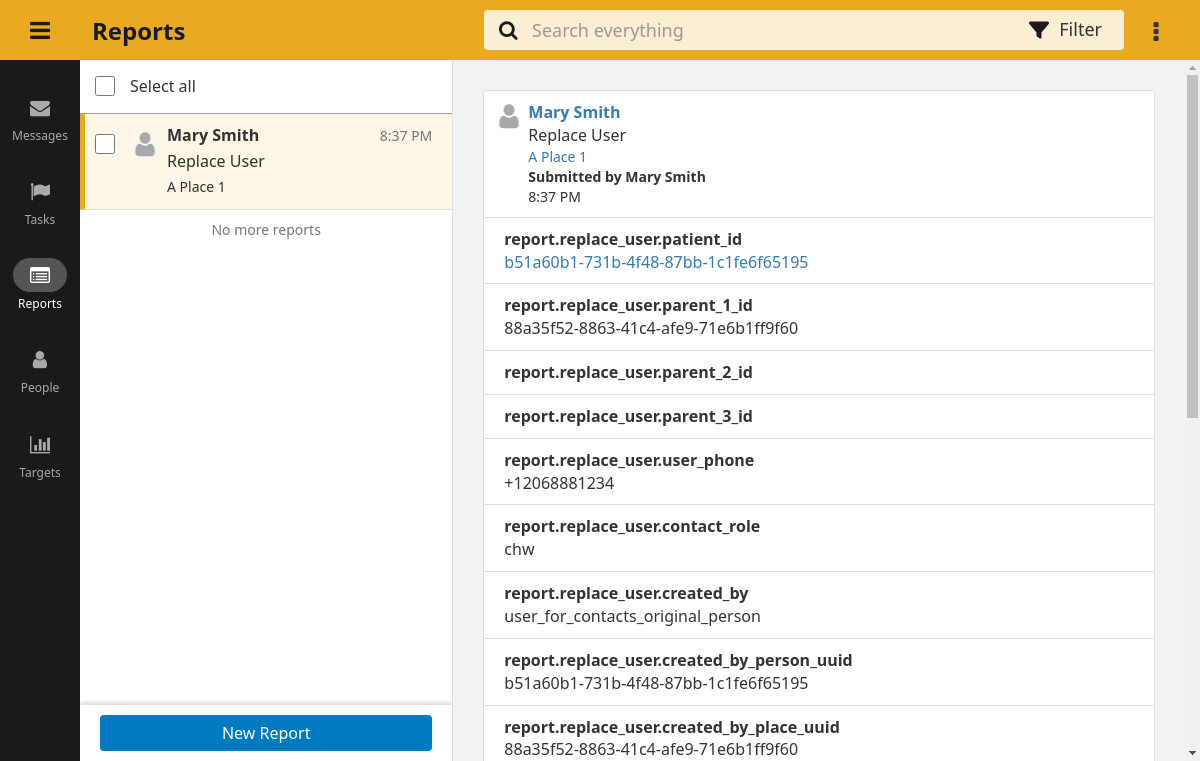 Reports
Search everything
Filter
Messages
Tasks
Reports
People
Targets
Select all
Mary Smith
8:37 PM
Replace User
A Place 1
No more reports
New Report
Mary Smith
Replace User
A Place 1
Submitted by Mary Smith
8:37 PM
report.replace_user.patient_id
b51a60b1-731b-4f48-87bb-1c1fe6f65195
report.replace_user.parent_1_id
88a35f52-8863-41c4-afe9-71e6b1ff9f60
report.replace_user.parent_2_id
report.replace_user.parent_3_id
report.replace_user.user_phone
+12068881234
report.replace_user.contact_role
chw
report.replace_user.created_by
user_for_contacts_original_person
report.replace_user.created_by_person_uuid
b51a60b1-731b-4f48-87bb-1c1fe6f65195
report.replace_user.created_by_place_uuid
88a35f52-8863-41c4-afe9-71e6b1ff9f60